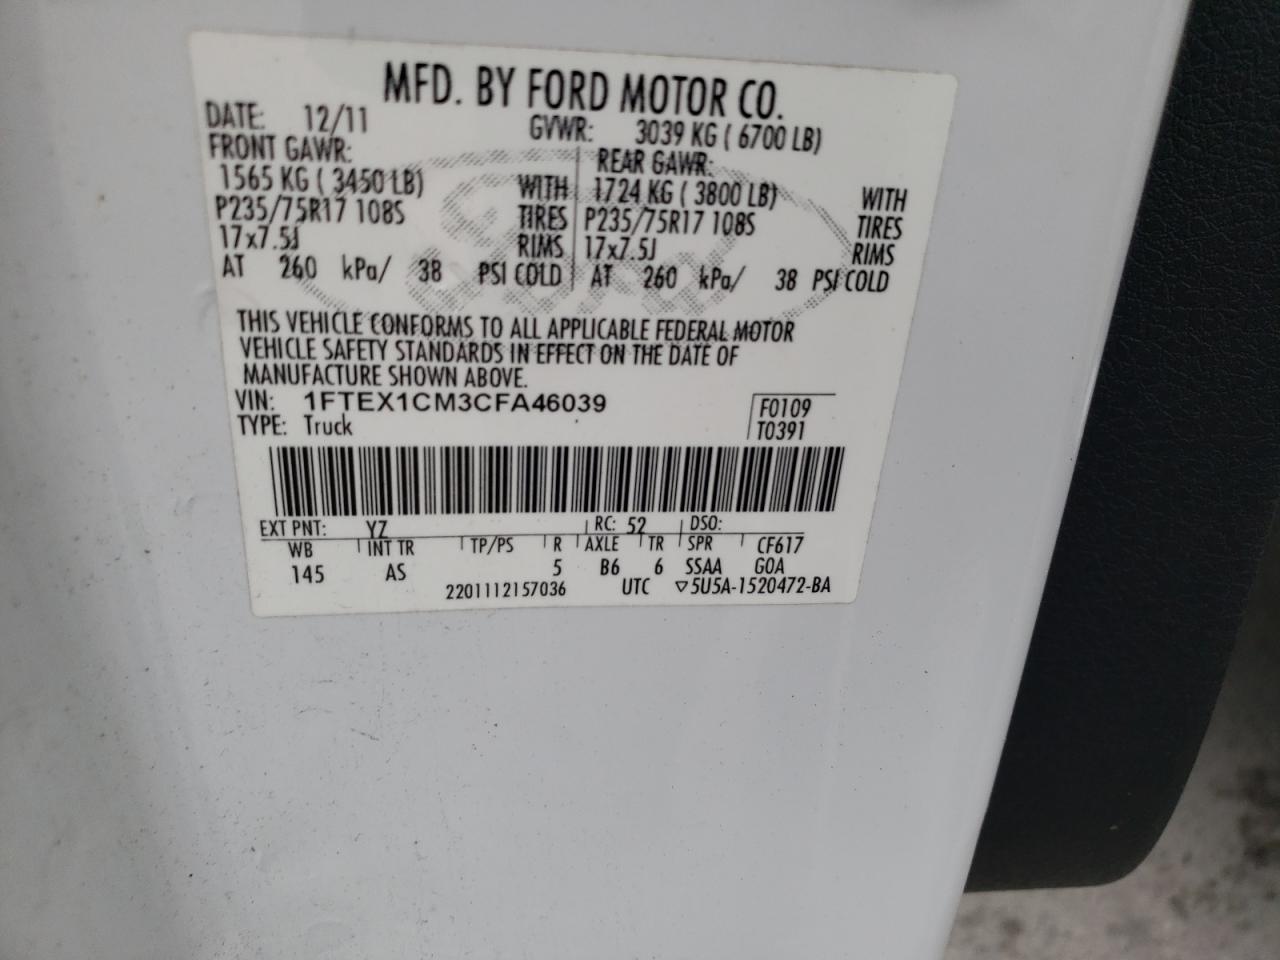 MFD. BY FORD MOTOR CO.
DATE: 12/11 GVWR: 3039 KG ( 6700 LB)
FRONT GAWR: REAR GAWR:
1565 KG ( 3450 LB) WITH 1724 KG ( 3800 LB) WITH
P235/75R17 108S TIRES P235/75R17 108S TIRES
17x7.5J RIMS 17x7.5J RIMS
AT 260 kPa/ 38 PSI COLD AT 260 kPa/ 38 PSI COLD
THIS VEHICLE CONFORMS TO ALL APPLICABLE FEDERAL MOTOR
VEHICLE SAFETY STANDARDS IN EFFECT ON THE DATE OF
MANUFACTURE SHOWN ABOVE.
VIN: 1FTEX1CM3CFA46039 F0109
TYPE: Truck T0391
EXT PNT: YZ RC: 52 DSO:
WB INT TR TP/PS R AXLE TR SPR CF617
145 AS 5 B6 6 SSAA GOA
2201112157036 UTC ▽5U5A-1520472-BA